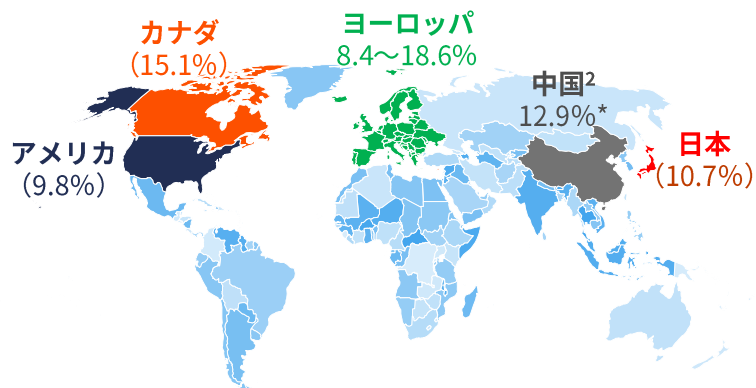 カナダ
（15.1%）
ヨーロッパ
8.4～18.6%
中国2
12.9%*
アメリカ
（9.8%）
日本
（10.7%）